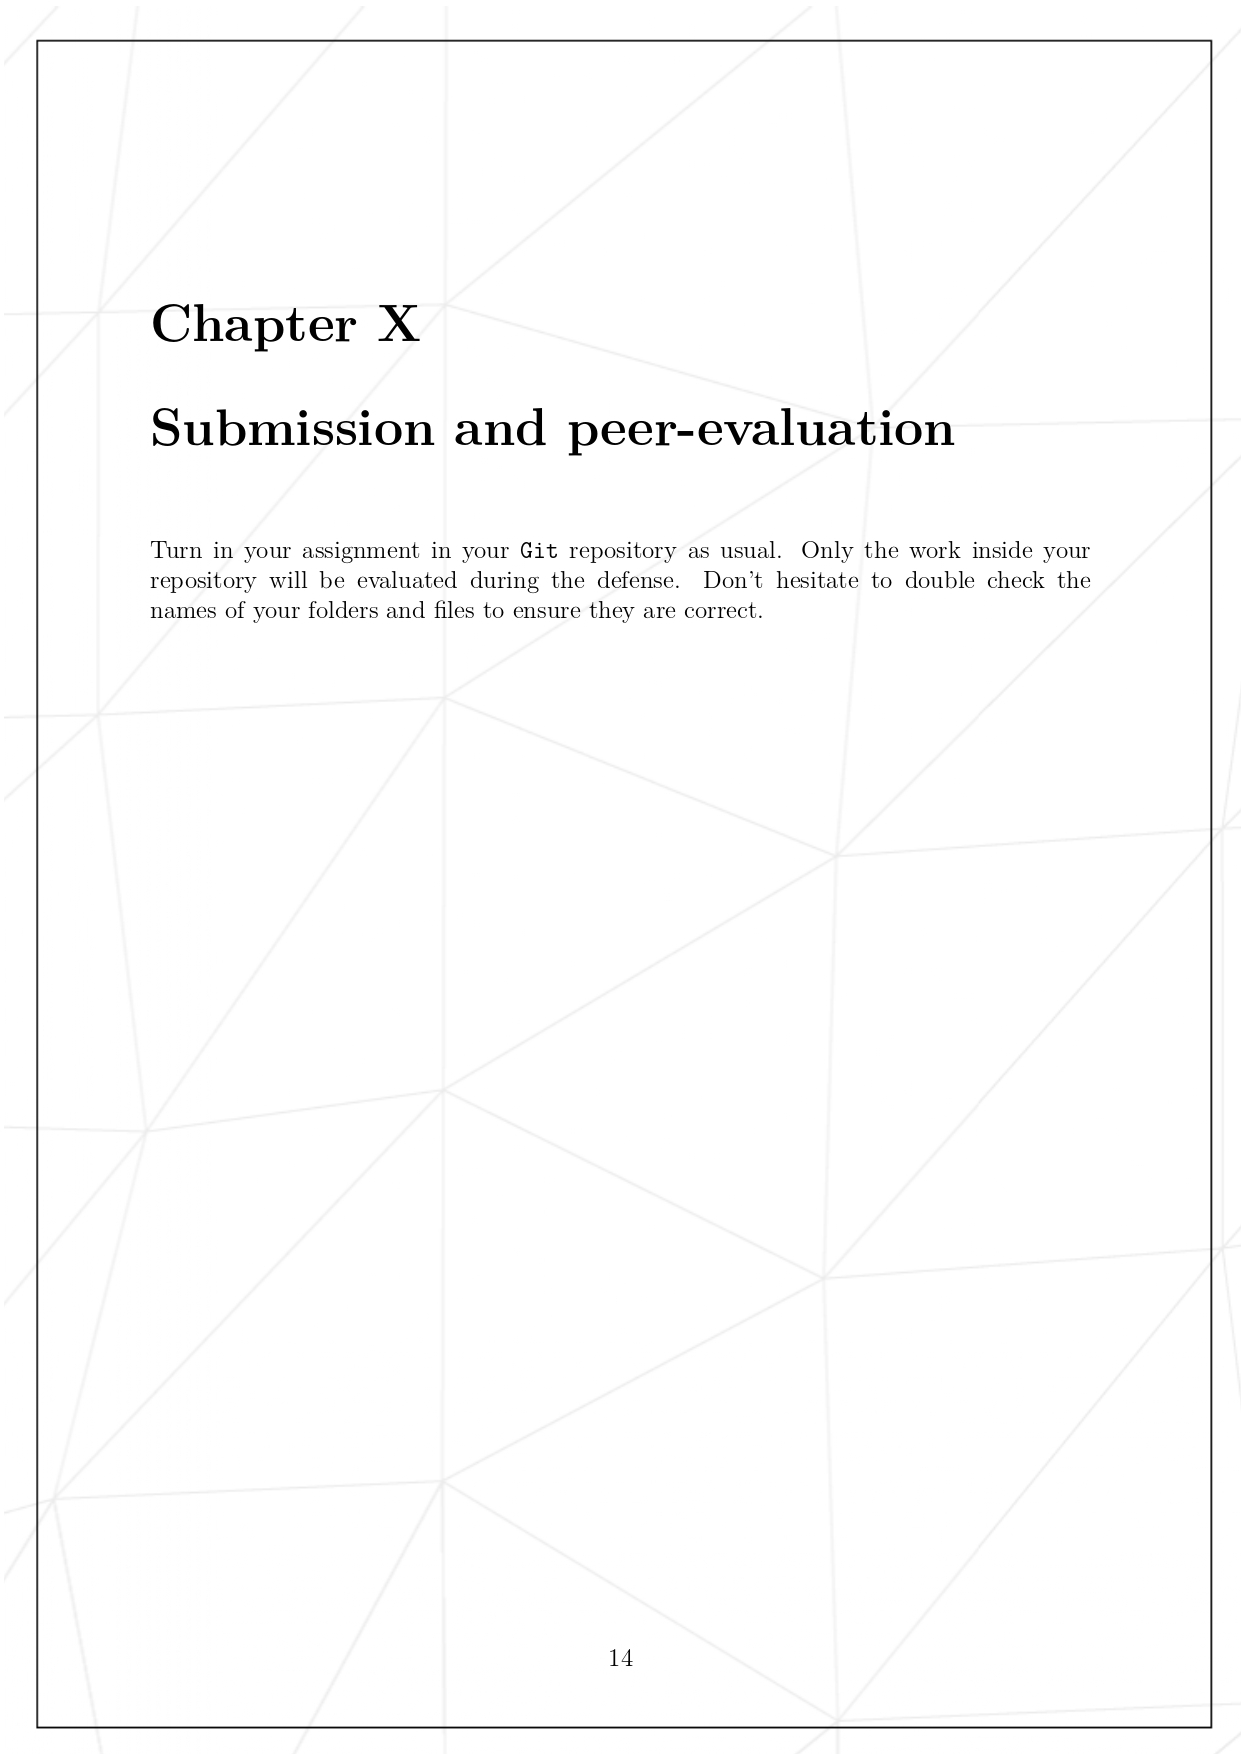 Chapter X
Submission and peer-evaluation
Turn in your assignment in your Git repository as usual. Only the work inside your
repository will be evaluated during the defense. Don't hesitate to double check the
names of your folders and files to ensure they are correct.
14